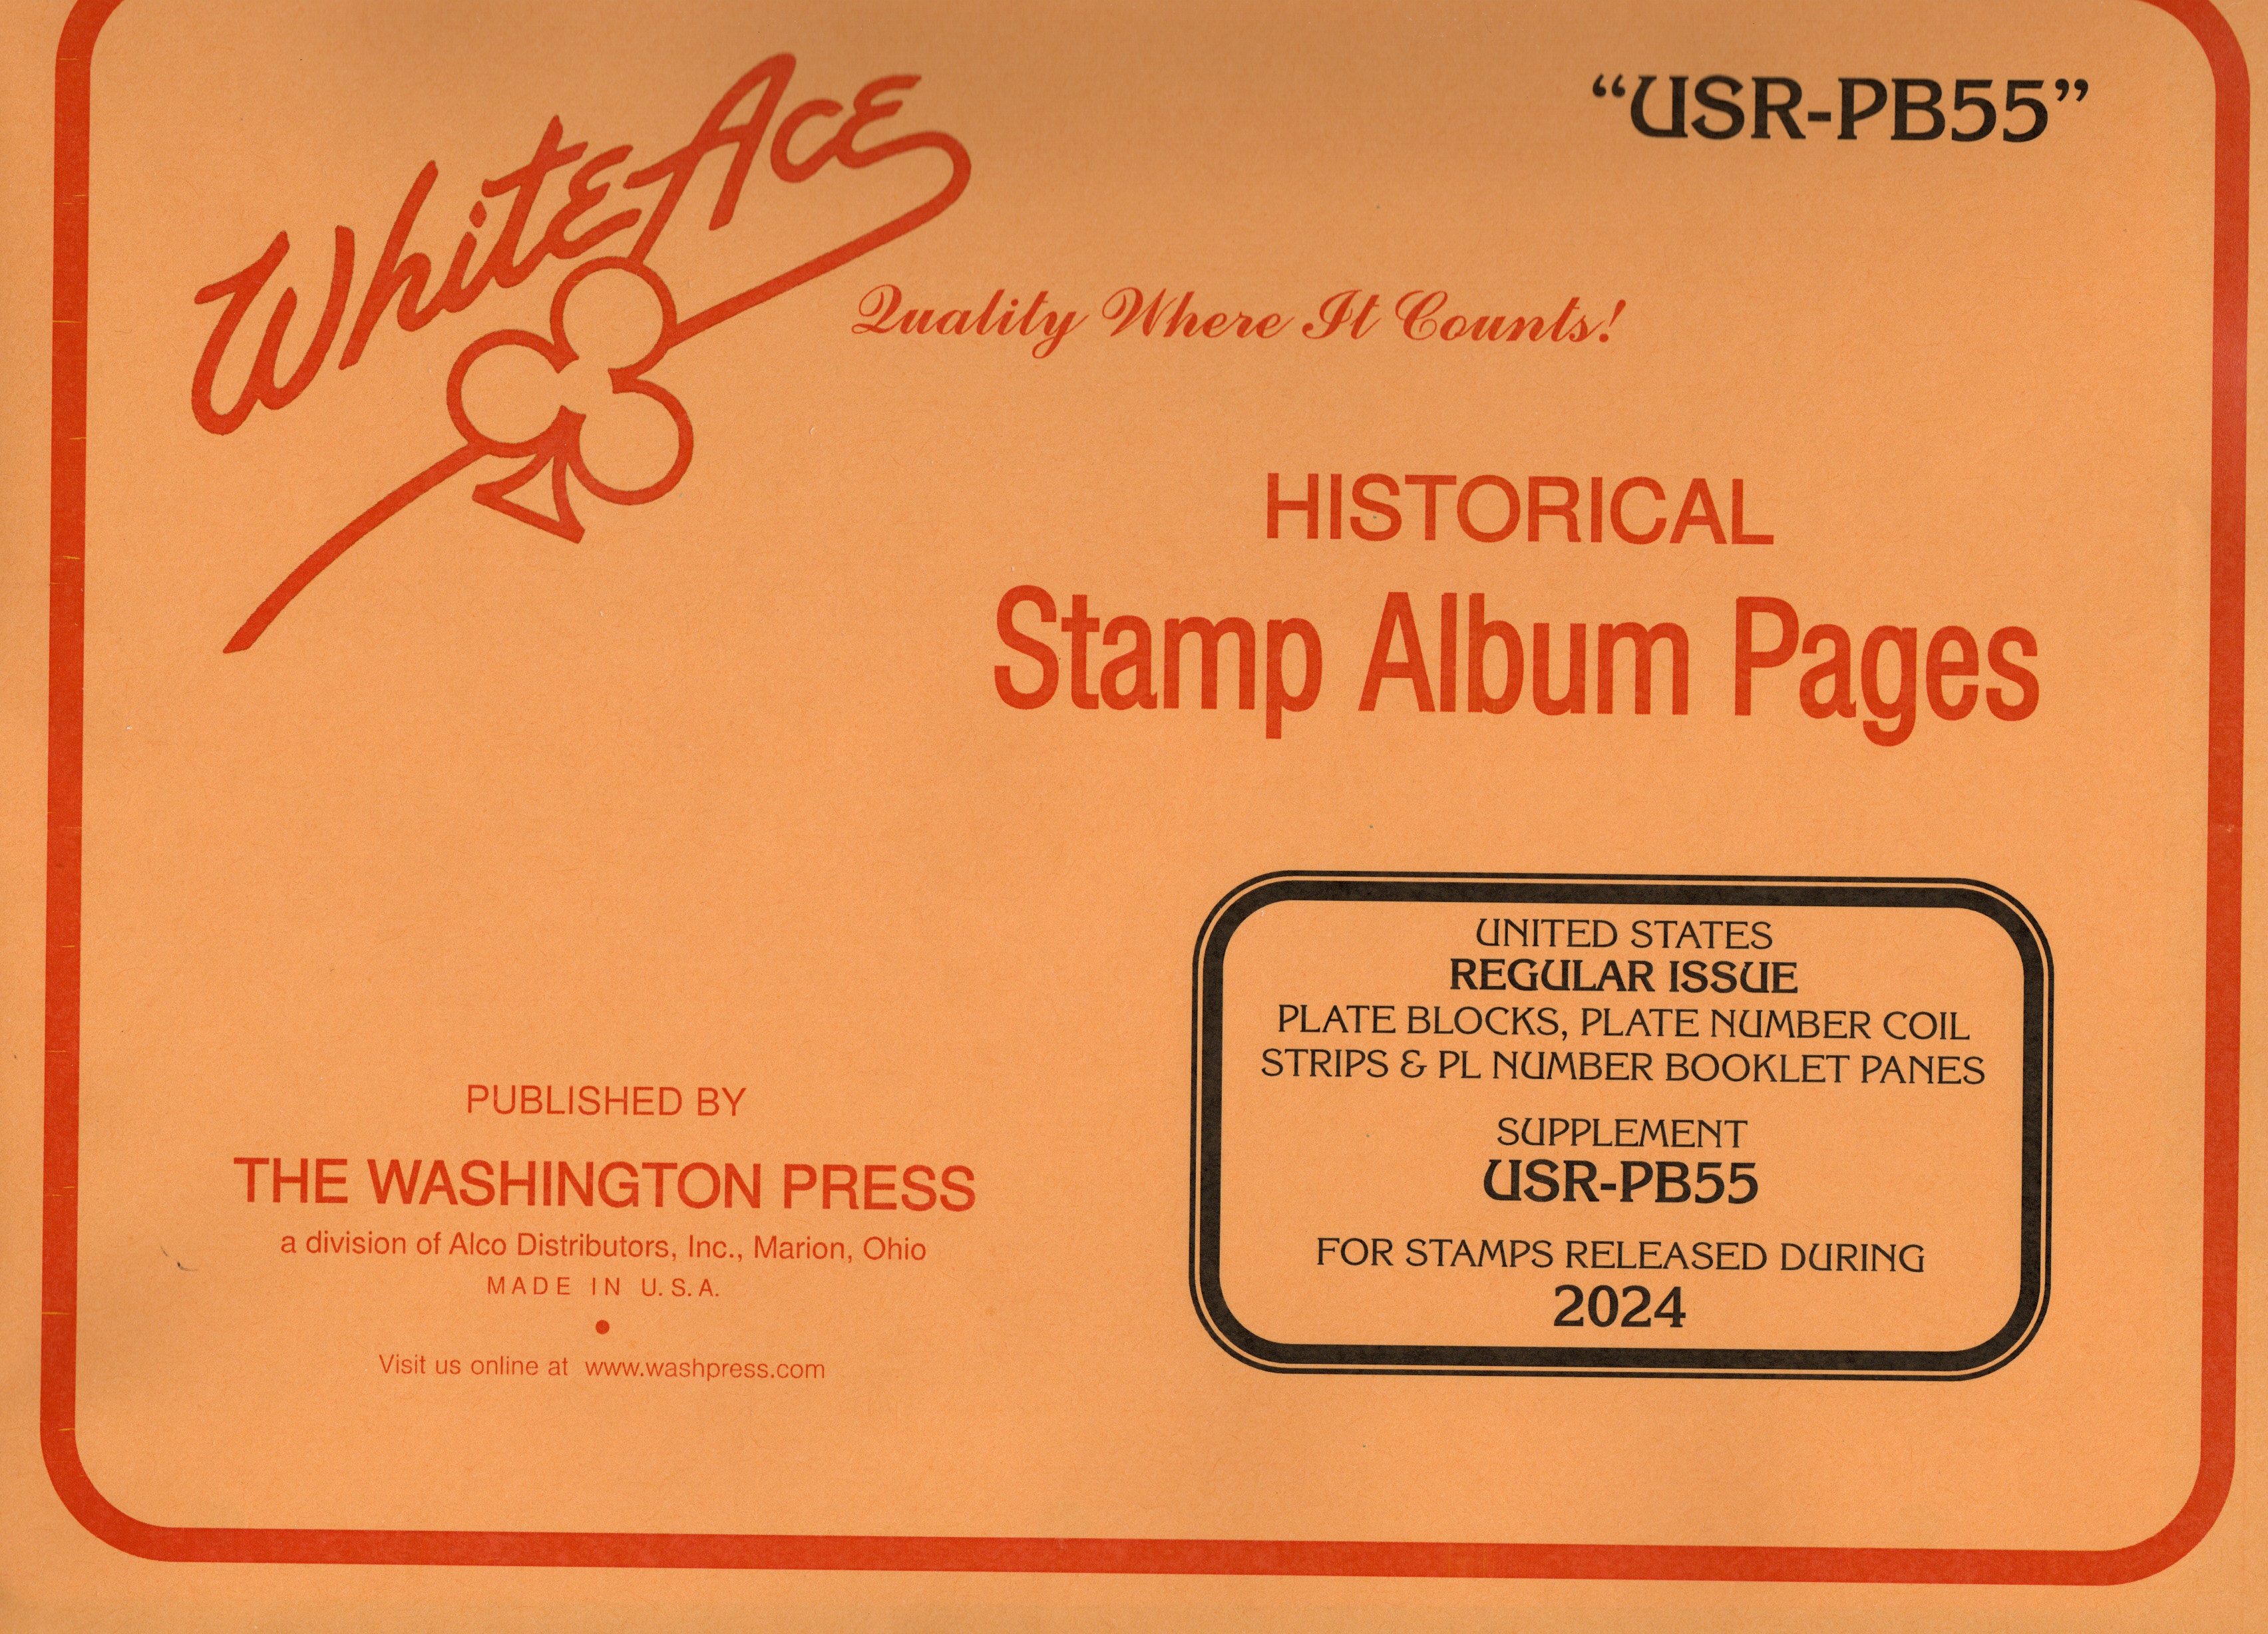 WhiteAce
"USR-PB55"
Quality Where It Counts!
HISTORICAL
Stamp Album Pages
UNITED STATES
REGULAR ISSUE
PLATE BLOCKS, PLATE NUMBER COIL
STRIPS & PL NUMBER BOOKLET PANES
SUPPLEMENT
USR-PB55
FOR STAMPS RELEASED DURING
2024
PUBLISHED BY
THE WASHINGTON PRESS
a division of Alco Distributors, Inc., Marion, Ohio
MADE IN U.S.A.
Visit us online at www.washpress.com